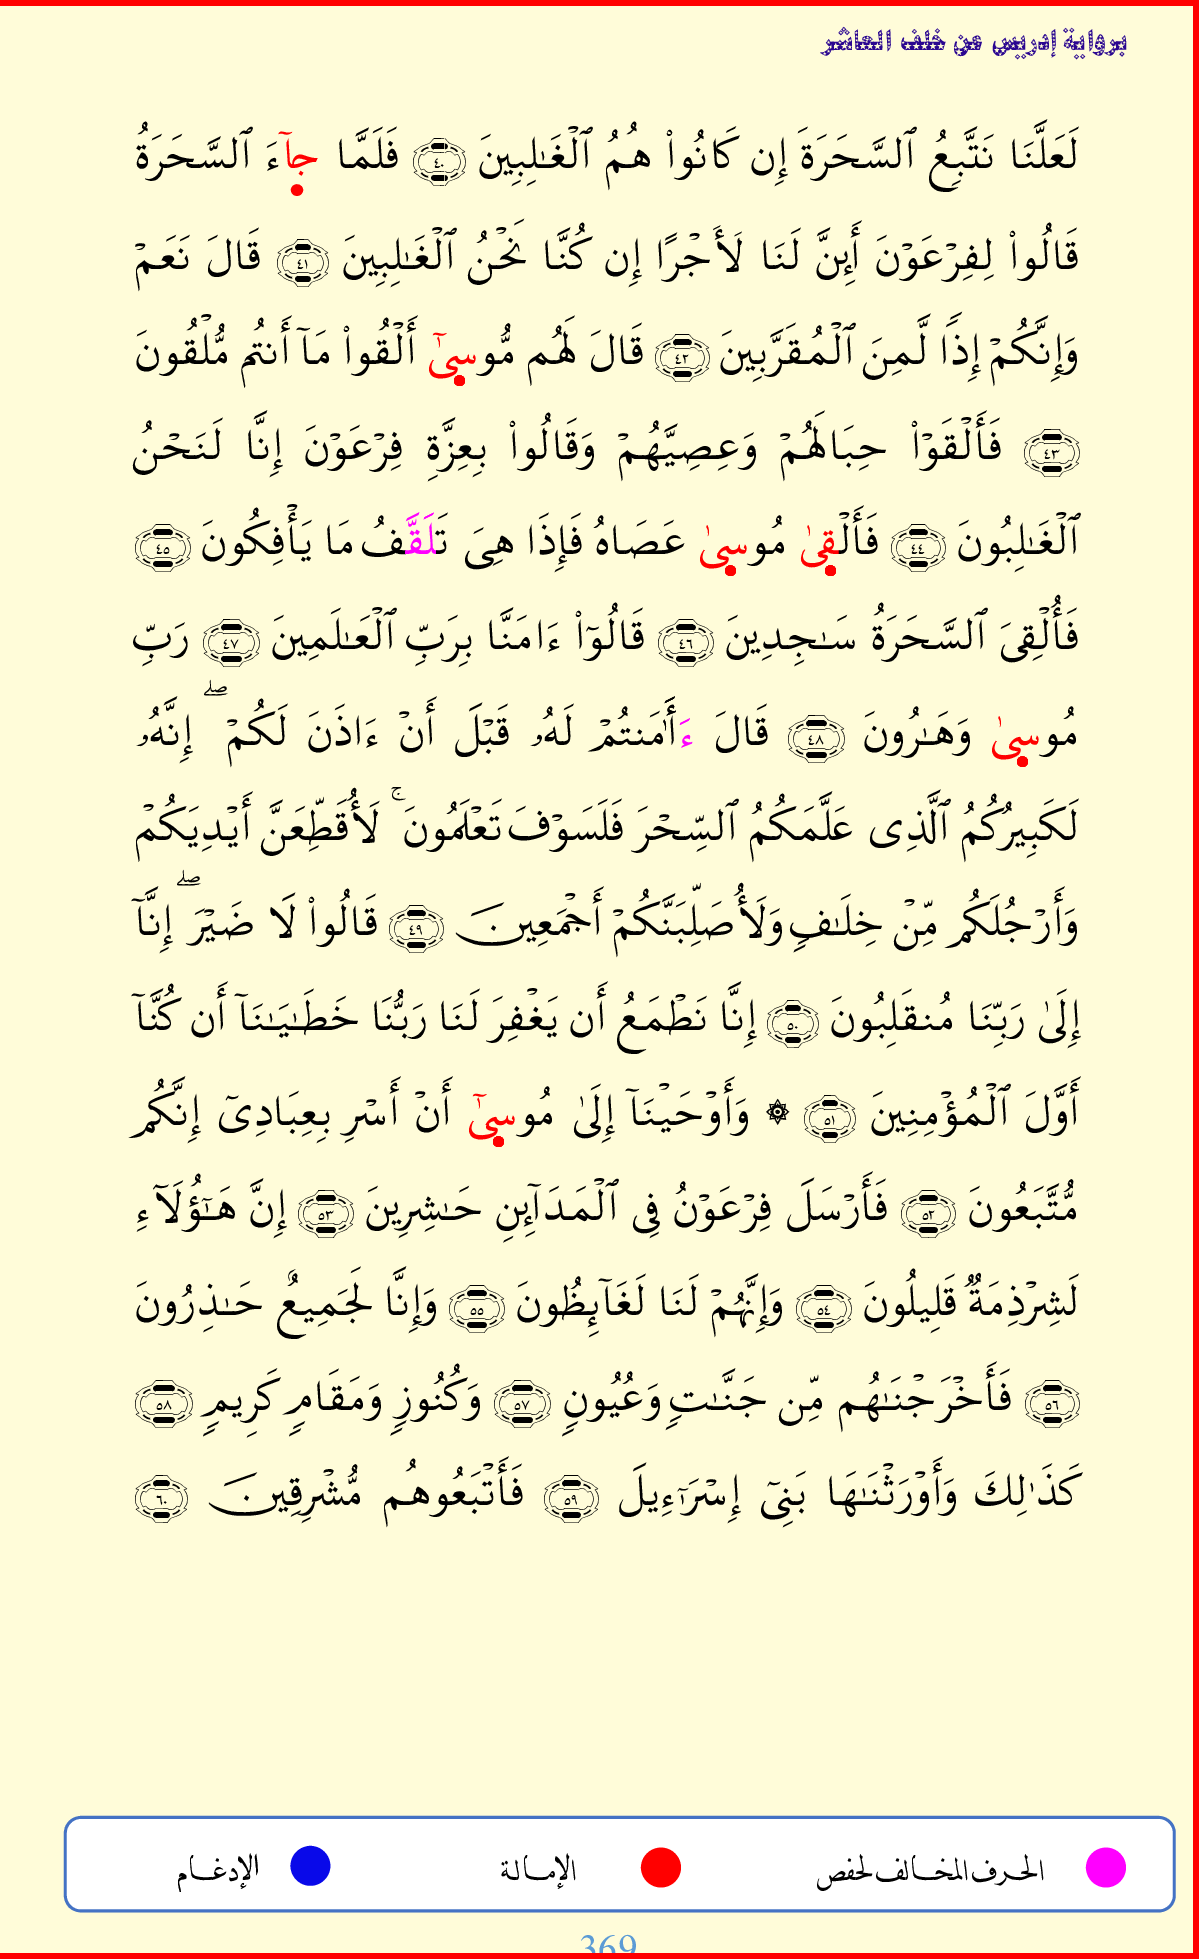 برواية إدريس عن خلف العاشر
لَعَلَّنَا نَتَّبِعُ ٱلسَّحَرَةَ إِن كَانُوا۟ هُمُ ٱلْغَـٰلِبِينَ ٤٠ فَلَمَّا جَآءَ ٱلسَّحَرَةُ
قَالُوا۟ لِفِرْعَوْنَ أَئِنَّ لَنَا لَأَجْرًا إِن كُنَّا نَحْنُ ٱلْغَـٰلِبِينَ ٤١ قَالَ نَعَمْ
وَإِنَّكُمْ إِذًا لَّمِنَ ٱلْمُقَرَّبِينَ ٤٢ قَالَ لَهُم مُّوسىٰٓ أَلْقُوا۟ مَآ أَنتُم مُّلْقُونَ
٤٣ فَأَلْقَوْا۟ حِبَالَهُمْ وَعِصِيَّهُمْ وَقَالُوا۟ بِعِزَّةِ فِرْعَوْنَ إِنَّا لَنَحْنُ
ٱلْغَـٰلِبُونَ ٤٤ فَأَلْقىٰ مُوسىٰ عَصَاهُ فَإِذَا هِىَ تَلَقَّفُ مَا يَأْفِكُونَ ٤٥
فَأُلْقِىَ ٱلسَّحَرَةُ سَـٰجِدِينَ ٤٦ قَالُوٓا۟ ءَامَنَّا بِرَبِّ ٱلْعَـٰلَمِينَ ٤٧ رَبِّ
مُوسىٰ وَهَـٰرُونَ ٤٨ قَالَ ءَأَٰمَنتُمْ لَهُۥ قَبْلَ أَنْ ءَاذَنَ لَكُمْ ۖ إِنَّهُۥ
لَكَبِيرُكُمُ ٱلَّذِى عَلَّمَكُمُ ٱلسِّحْرَ فَلَسَوْفَ تَعْلَمُونَ ۚ لَأُقَطِّعَنَّ أَيْدِيَكُمْ
وَأَرْجُلَكُم مِّنْ خِلَـٰفٍ وَلَأُصَلِّبَنَّكُمْ أَجْمَعِينَ ٤٩ قَالُوا۟ لَا ضَيْرَ ۖ إِنَّآ
إِلَىٰ رَبِّنَا مُنقَلِبُونَ ٥٠ إِنَّا نَطْمَعُ أَن يَغْفِرَ لَنَا رَبُّنَا خَطَـٰيَـٰنَآ أَن كُنَّآ
أَوَّلَ ٱلْمُؤْمِنِينَ ٥١ ۞ وَأَوْحَيْنَآ إِلَىٰ مُوسىٰٓ أَنْ أَسْرِ بِعِبَادِىٓ إِنَّكُم
مُّتَّبَعُونَ ٥٢ فَأَرْسَلَ فِرْعَوْنُ فِى ٱلْمَدَآئِنِ حَـٰشِرِينَ ٥٣ إِنَّ هَـٰٓؤُلَآءِ
لَشِرْذِمَةٌ قَلِيلُونَ ٥٤ وَإِنَّهُمْ لَنَا لَغَآئِظُونَ ٥٥ وَإِنَّا لَجَمِيعٌ حَـٰذِرُونَ
٥٦ فَأَخْرَجْنَـٰهُم مِّن جَنَّـٰتٍ وَعُيُونٍ ٥٧ وَكُنُوزٍ وَمَقَامٍ كَرِيمٍ ٥٨
كَذَٰلِكَ وَأَوْرَثْنَـٰهَا بَنِىٓ إِسْرَٰٓءِيلَ ٥٩ فَأَتْبَعُوهُم مُّشْرِقِينَ ٦٠
الحرف المخالف لحفص الإمالة الإدغام
369